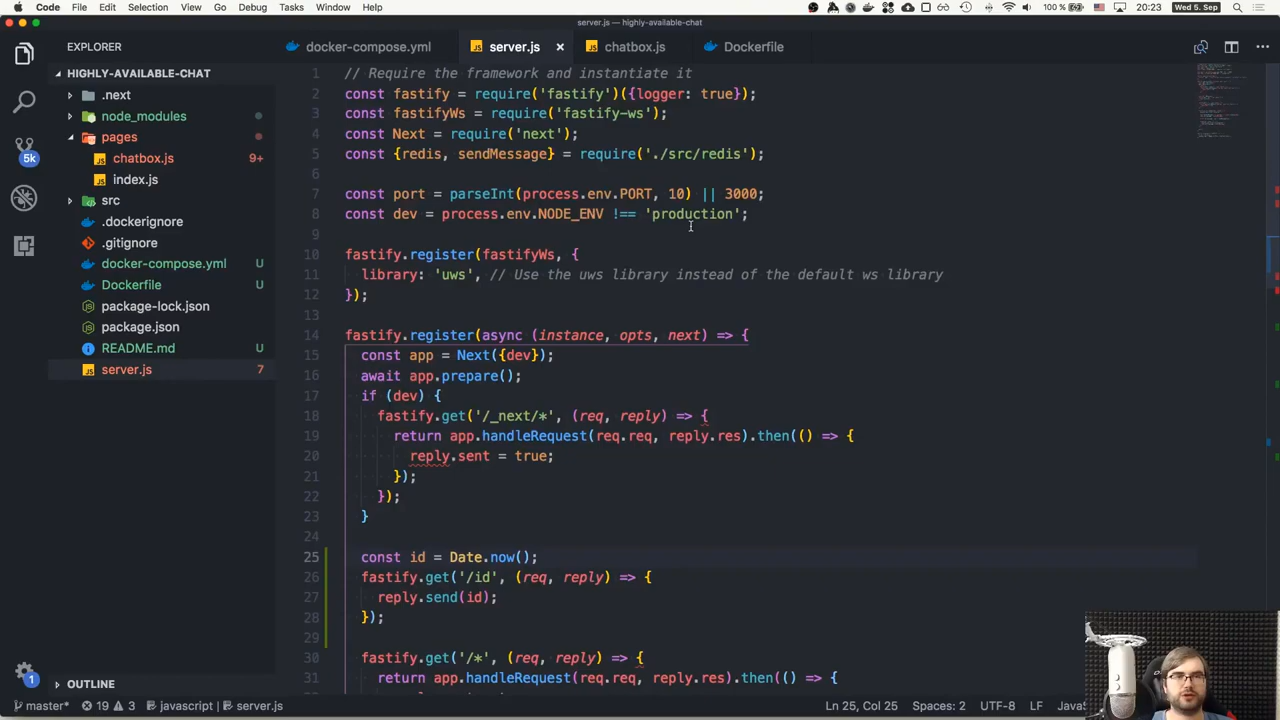 Code File Edit Selection View Go Debug Tasks Window Help 100 % 20:23 Wed 5. Sep
server.js — highly-available-chat
EXPLORER
docker-compose.yml
server.js
chatbox.js
Dockerfile
HIGHLY-AVAILABLE-CHAT
.next
node_modules
pages
chatbox.js 9+
index.js
src
.dockerignore
.gitignore
docker-compose.yml U
Dockerfile U
package-lock.json
package.json
README.md U
server.js 7
5k
1 // Require the framework and instantiate it
2 const fastify = require('fastify')({logger: true});
3 const fastifyWs = require('fastify-ws');
4 const Next = require('next');
5 const {redis, sendMessage} = require('./src/redis');
6
7 const port = parseInt(process.env.PORT, 10) || 3000;
8 const dev = process.env.NODE_ENV !== 'production';
9
10 fastify.register(fastifyWs, {
11 library: 'uws', // Use the uws library instead of the default ws library
12 });
13
14 fastify.register(async (instance, opts, next) => {
15 const app = Next({dev});
16 await app.prepare();
17 if (dev) {
18 fastify.get('/_next/*', (req, reply) => {
19 return app.handleRequest(req.req, reply.res).then(() => {
20 reply.sent = true;
21 });
22 });
23 }
24
25 const id = Date.now();
26 fastify.get('/id', (req, reply) => {
27 reply.send(id);
28 });
29
30 fastify.get('/*', (req, reply) => {
31 return app.handleRequest(req.req, reply.res).then(() => {
OUTLINE
1
master* 19 3 javascript server.js Ln 25, Col 25 Spaces: 2 UTF-8 LF